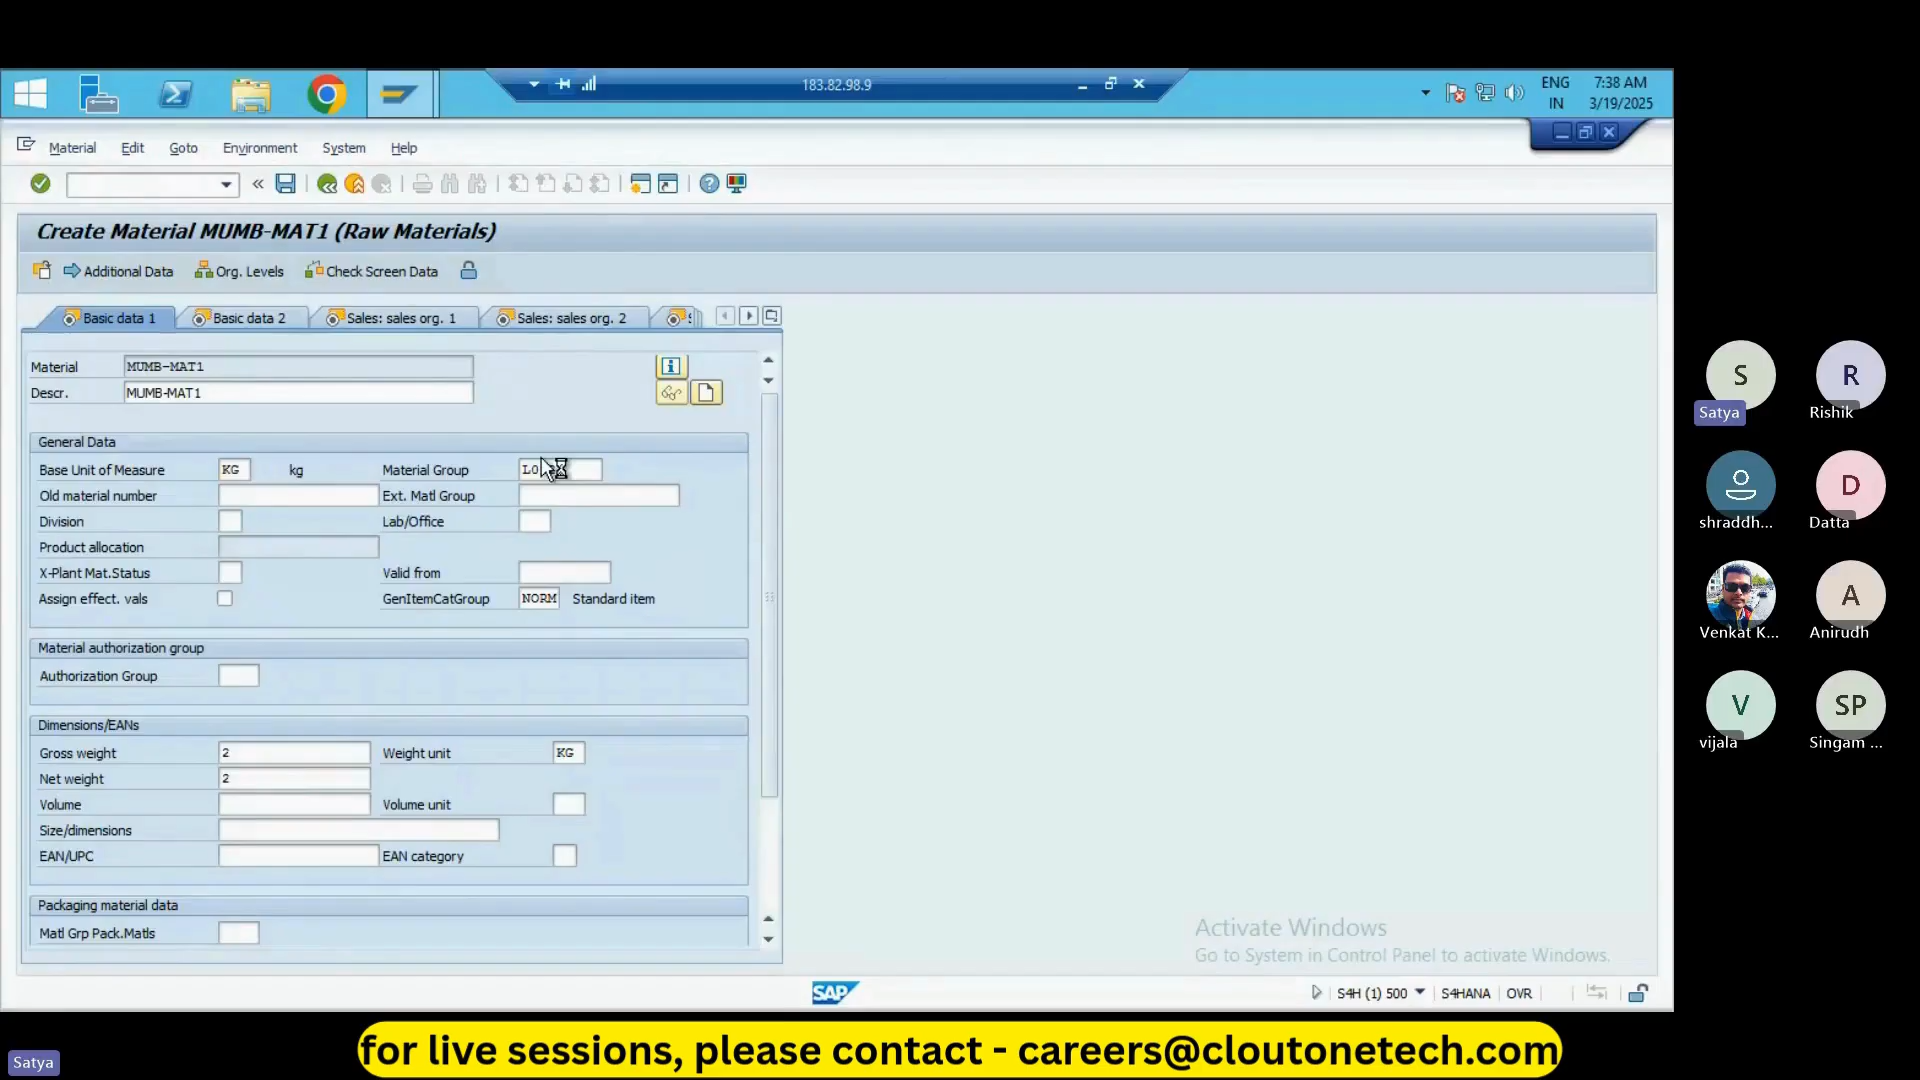 183.82.98.9
ENG 7:38 AM
IN 3/19/2025
Material Edit Goto Environment System Help
Create Material MUMB-MAT1 (Raw Materials)
Additional Data Org. Levels Check Screen Data
Basic data 1 Basic data 2 Sales: sales org. 1 Sales: sales org. 2
Material MUMB-MAT1
Descr. MUMB-MAT1
General Data
Base Unit of Measure KG kg Material Group
Old material number Ext. Matl Group
Division Lab/Office
Product allocation
X-Plant Mat.Status Valid from
Assign effect. vals GenItemCatGroup NORM Standard item
Material authorization group
Authorization Group
Dimensions/EANs
Gross weight 2 Weight unit KG
Net weight 2
Volume Volume unit
Size/dimensions
EAN/UPC EAN category
Packaging material data
Matl Grp Pack.Matls
Activate Windows
Go to System in Control Panel to activate Windows.
SAP
S4H (1) 500 S4HANA OVR
S R
Satya Rishik
D
shraddh... Datta
A
Venkat K... Anirudh
V SP
vijala Singam ...
for live sessions, please contact - careers@cloutonetech.com
Satya